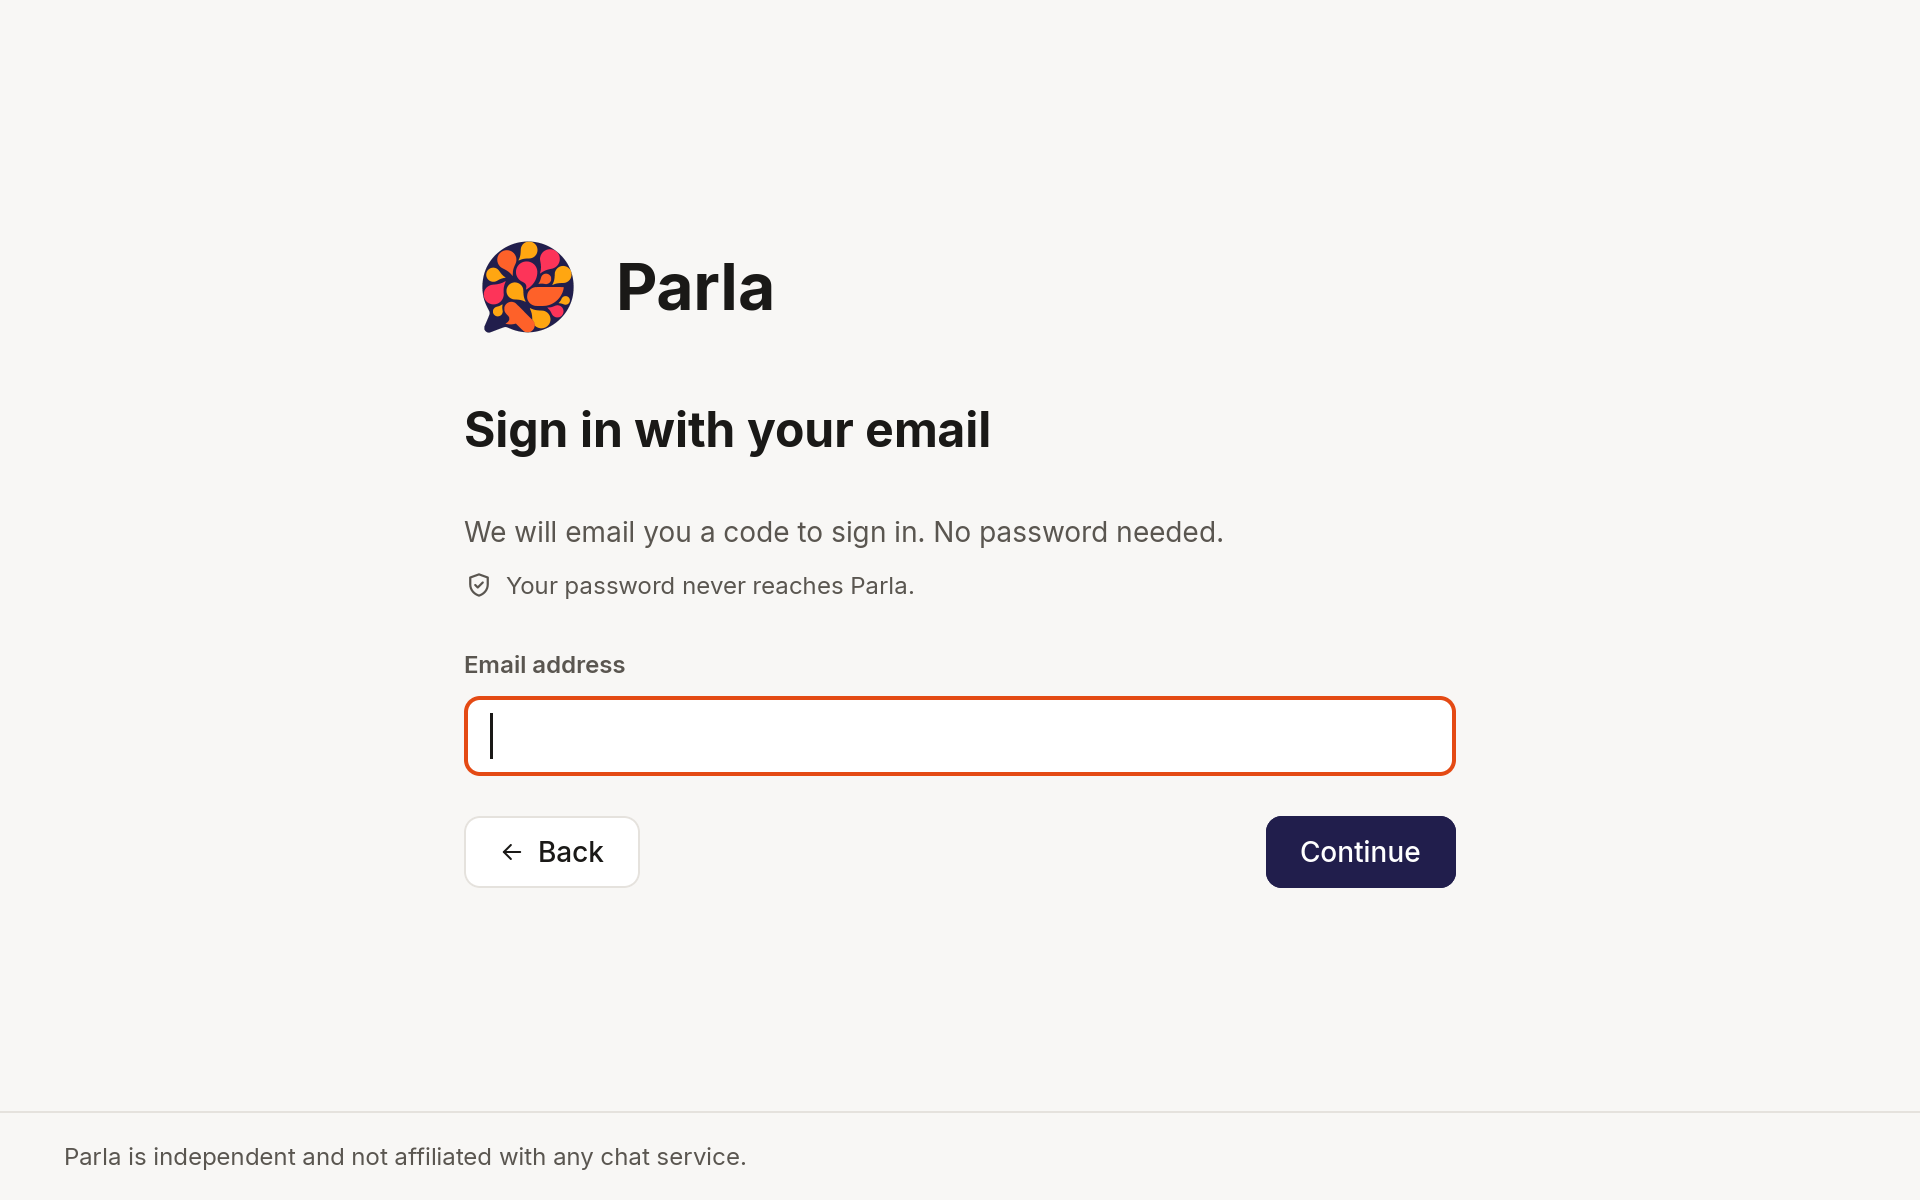 Parla
Sign in with your email
We will email you a code to sign in. No password needed.
Your password never reaches Parla.
Email address
Back
Continue
Parla is independent and not affiliated with any chat service.